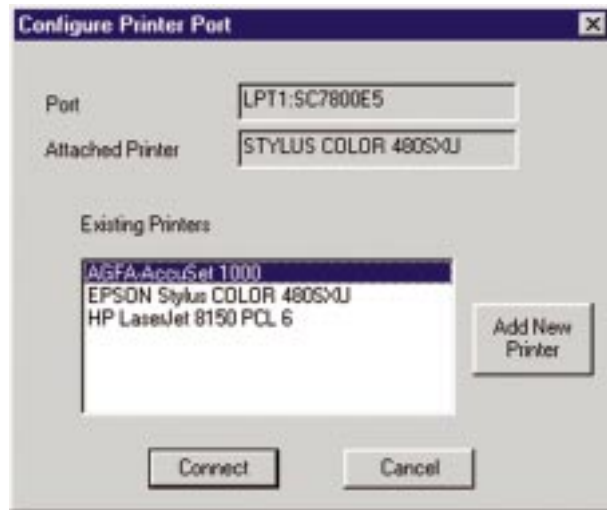 Configure Printer Port
Port
LPT1:SC7800E5
Attached Printer
STYLUS COLOR 480SXU
Existing Printers
AGFA-AccuSet 1000
EPSON Stylus COLOR 480SXU
HP LaserJet 8150 PCL 6
Add New
Printer
Connect
Cancel